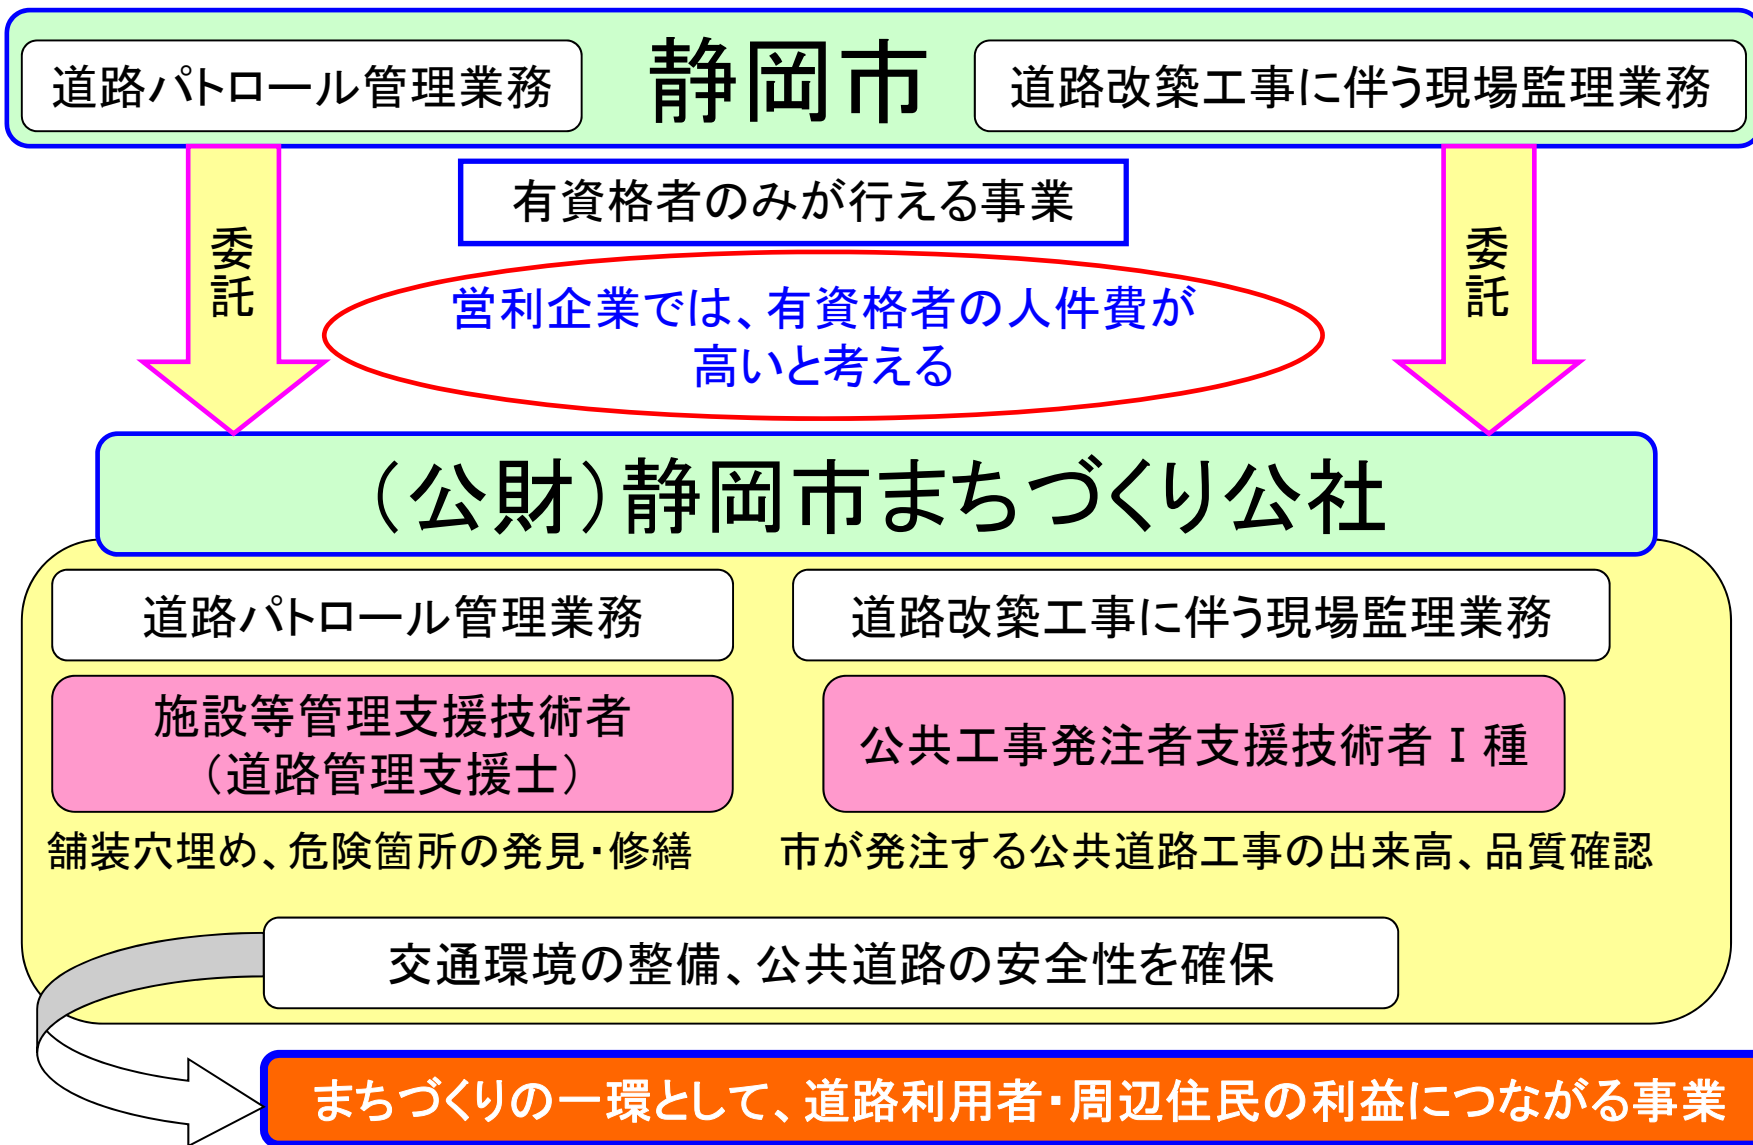 道路パトロール管理業務
静岡市
道路改築工事に伴う現場監理業務
有資格者のみが行える事業
委託
営利企業では、有資格者の人件費が
高いと考える
委託
（公財）静岡市まちづくり公社
道路パトロール管理業務
道路改築工事に伴う現場監理業務
施設等管理支援技術者
（道路管理支援士）
公共工事発注者支援技術者Ⅰ種
舗装穴埋め、危険箇所の発見・修繕
市が発注する公共道路工事の出来高、品質確認
交通環境の整備、公共道路の安全性を確保
まちづくりの一環として、道路利用者・周辺住民の利益につながる事業